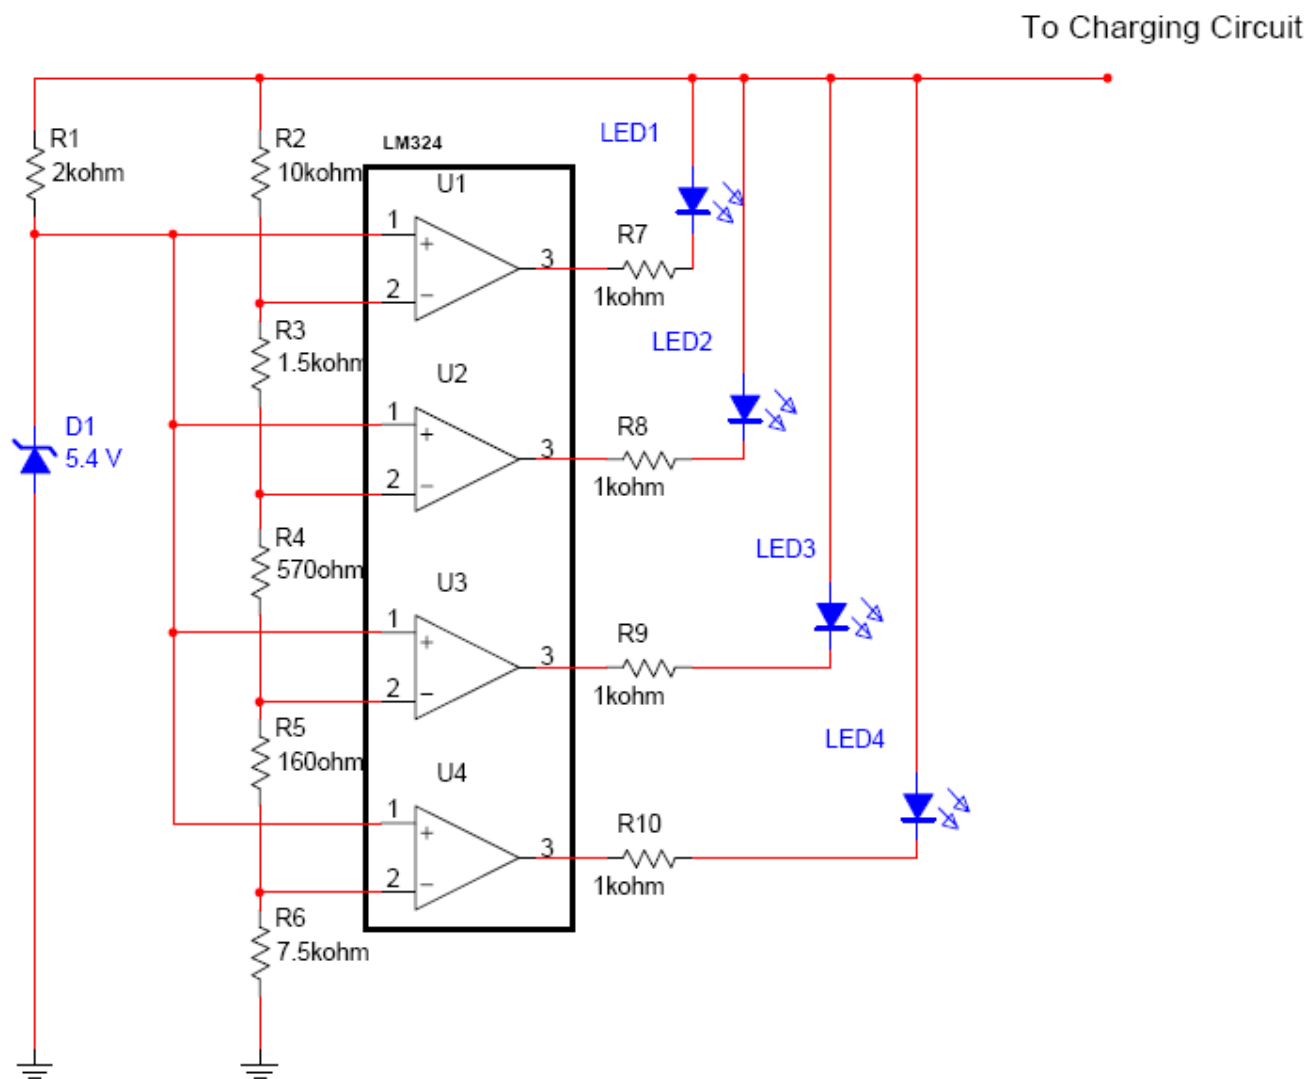 To Charging Circuit
R1
2kohm
R2
10kohm
LM324
U1
1
+
2
−
3
R7
1kohm
LED1
R3
1.5kohm
U2
1
+
2
−
3
R8
1kohm
LED2
D1
5.4 V
R4
570ohm
U3
1
+
2
−
3
R9
1kohm
LED3
R5
160ohm
U4
1
+
2
−
3
R10
1kohm
LED4
R6
7.5kohm